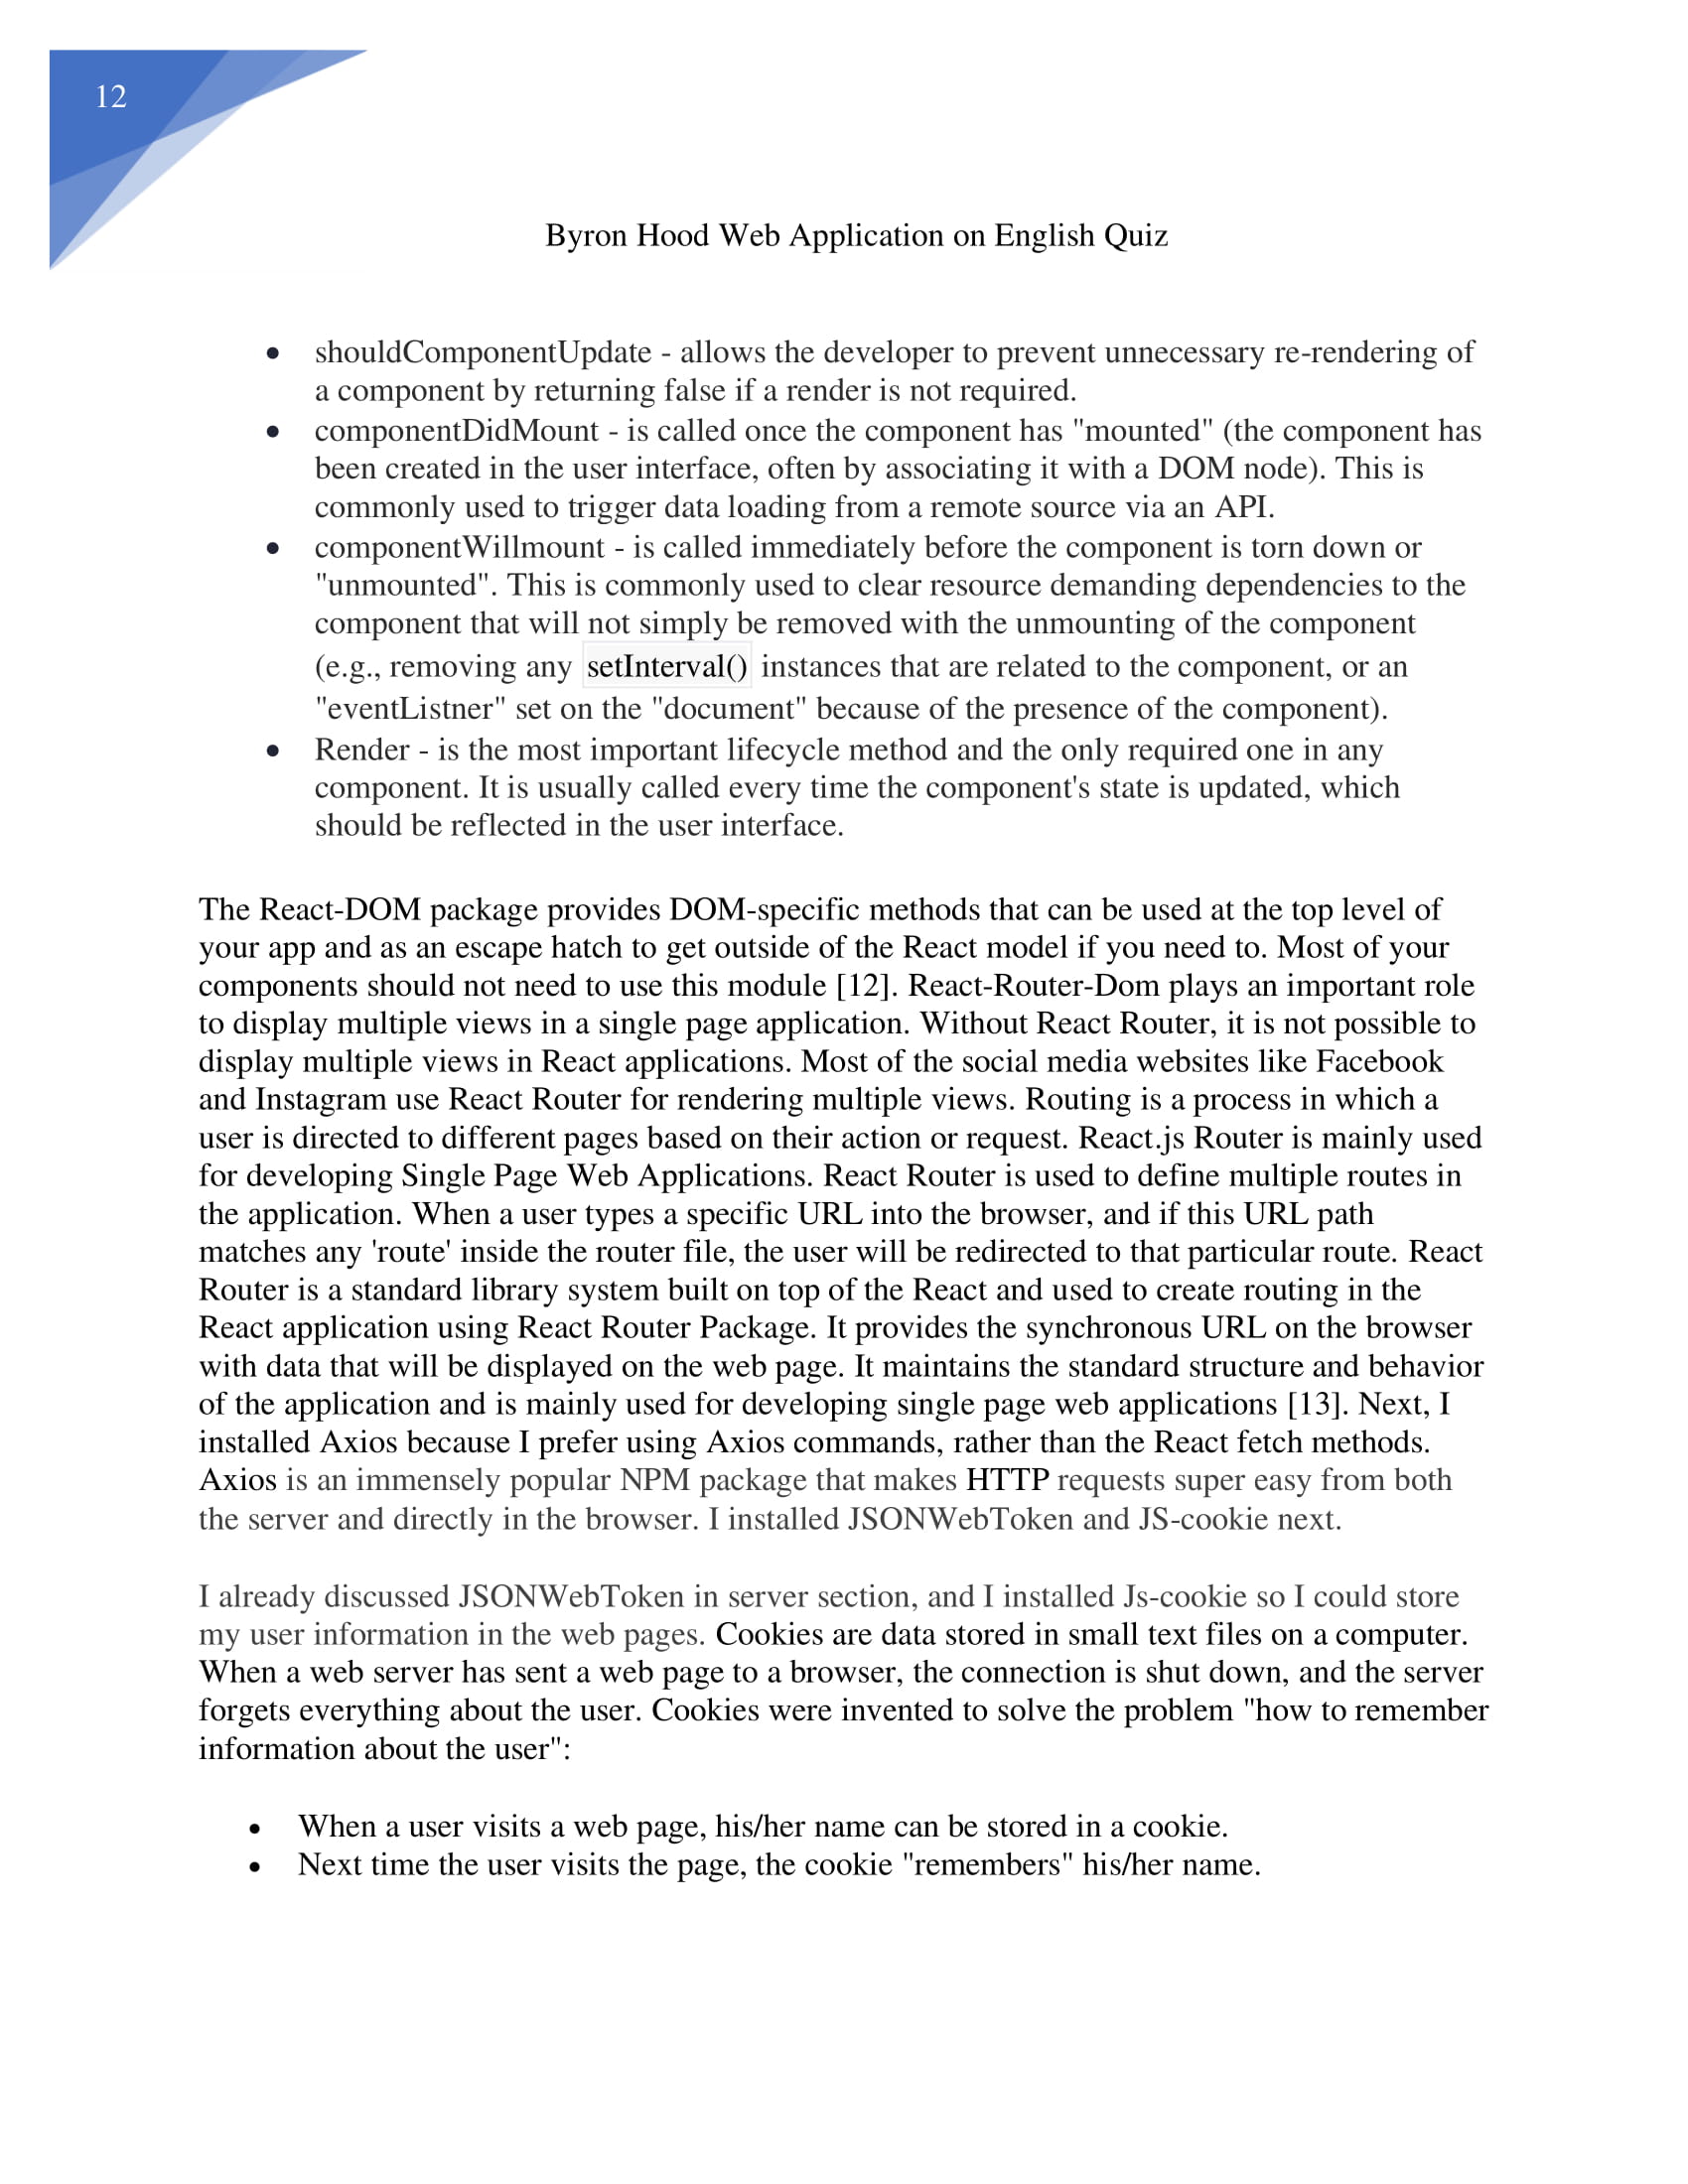 12
Byron Hood Web Application on English Quiz
• shouldComponentUpdate - allows the developer to prevent unnecessary re-rendering of
a component by returning false if a render is not required.
• componentDidMount - is called once the component has "mounted" (the component has
been created in the user interface, often by associating it with a DOM node). This is
commonly used to trigger data loading from a remote source via an API.
• componentWillmount - is called immediately before the component is torn down or
"unmounted". This is commonly used to clear resource demanding dependencies to the
component that will not simply be removed with the unmounting of the component
(e.g., removing any setInterval() instances that are related to the component, or an
"eventListner" set on the "document" because of the presence of the component).
• Render - is the most important lifecycle method and the only required one in any
component. It is usually called every time the component's state is updated, which
should be reflected in the user interface.
The React-DOM package provides DOM-specific methods that can be used at the top level of
your app and as an escape hatch to get outside of the React model if you need to. Most of your
components should not need to use this module [12]. React-Router-Dom plays an important role
to display multiple views in a single page application. Without React Router, it is not possible to
display multiple views in React applications. Most of the social media websites like Facebook
and Instagram use React Router for rendering multiple views. Routing is a process in which a
user is directed to different pages based on their action or request. React.js Router is mainly used
for developing Single Page Web Applications. React Router is used to define multiple routes in
the application. When a user types a specific URL into the browser, and if this URL path
matches any 'route' inside the router file, the user will be redirected to that particular route. React
Router is a standard library system built on top of the React and used to create routing in the
React application using React Router Package. It provides the synchronous URL on the browser
with data that will be displayed on the web page. It maintains the standard structure and behavior
of the application and is mainly used for developing single page web applications [13]. Next, I
installed Axios because I prefer using Axios commands, rather than the React fetch methods.
Axios is an immensely popular NPM package that makes HTTP requests super easy from both
the server and directly in the browser. I installed JSONWebToken and JS-cookie next.
I already discussed JSONWebToken in server section, and I installed Js-cookie so I could store
my user information in the web pages. Cookies are data stored in small text files on a computer.
When a web server has sent a web page to a browser, the connection is shut down, and the server
forgets everything about the user. Cookies were invented to solve the problem "how to remember
information about the user":
• When a user visits a web page, his/her name can be stored in a cookie.
• Next time the user visits the page, the cookie "remembers" his/her name.